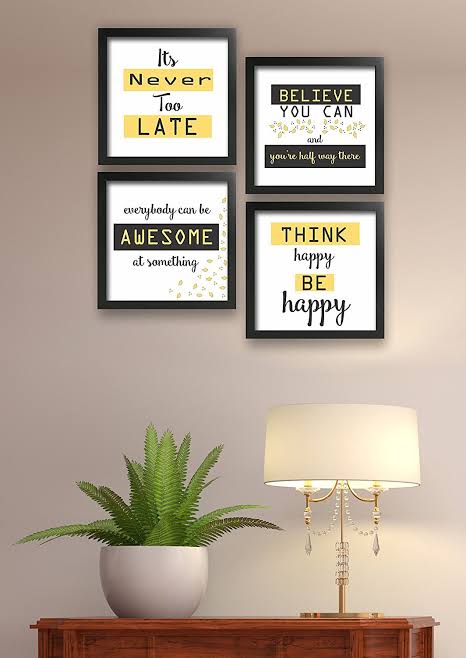 Its
Never
Too
LATE
BELIEVE
YOU CAN
and
you're half way there
everybody can be
AWESOME
at something
THINK
happy
BE
happy